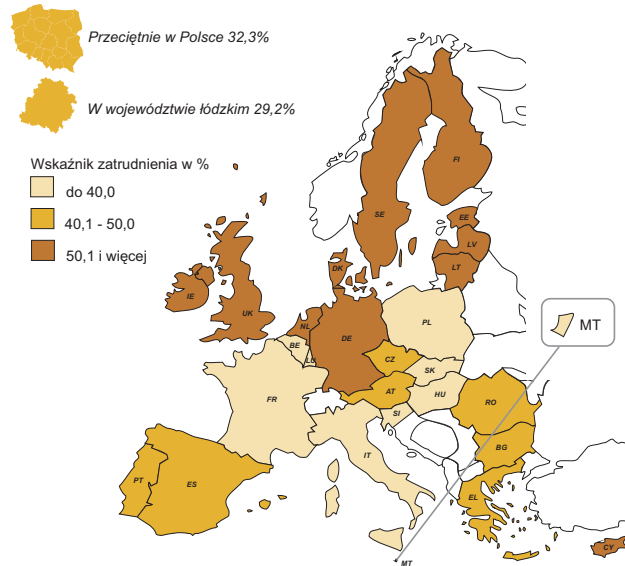 Przeciętnie w Polsce 32,3%
W województwie łódzkim 29,2%
Wskaźnik zatrudnienia w %
do 40,0
40,1 - 50,0
50,1 i więcej
FI
SE
EE
LV
LT
DK
IE
UK
NL
BE
LU
DE
PL
MT
CZ
SK
AT
HU
SI
RO
FR
IT
BG
PT
ES
EL
CY
MT